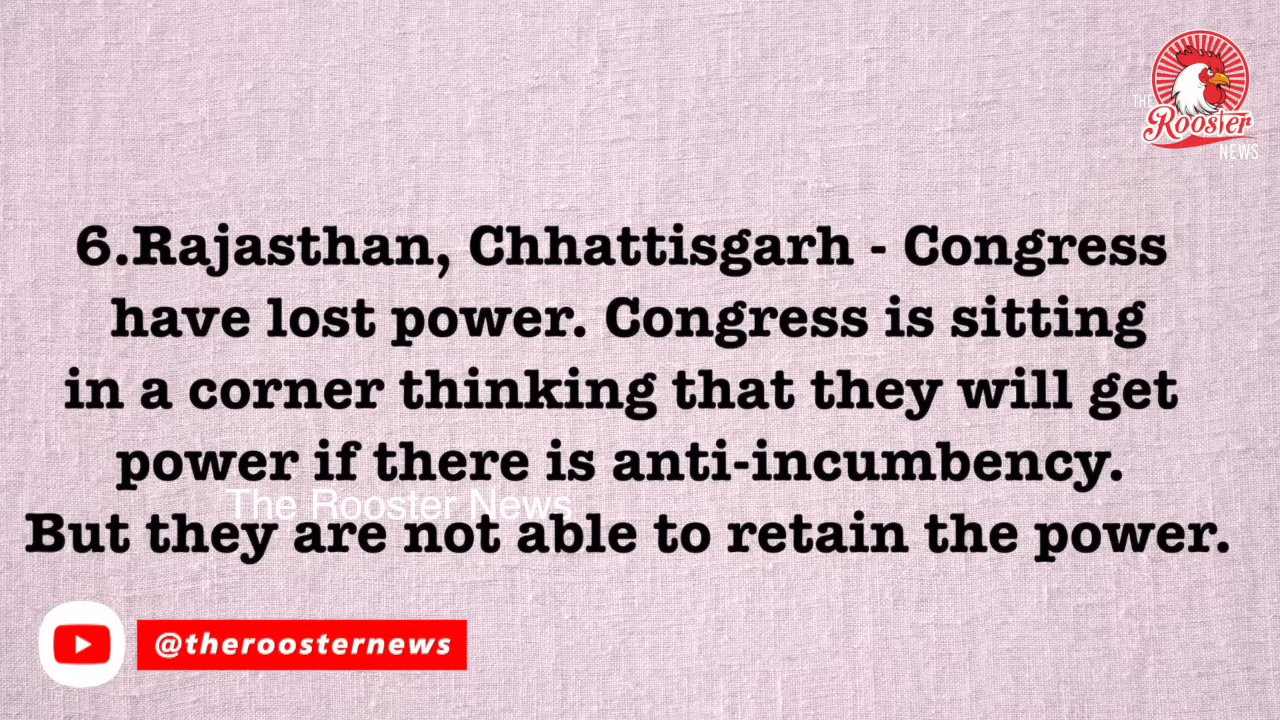 THE
Rooster
NEWS
6.Rajasthan, Chhattisgarh - Congress
have lost power. Congress is sitting
in a corner thinking that they will get
power if there is anti-incumbency.
The Rooster News
But they are not able to retain the power.
@theroosternews